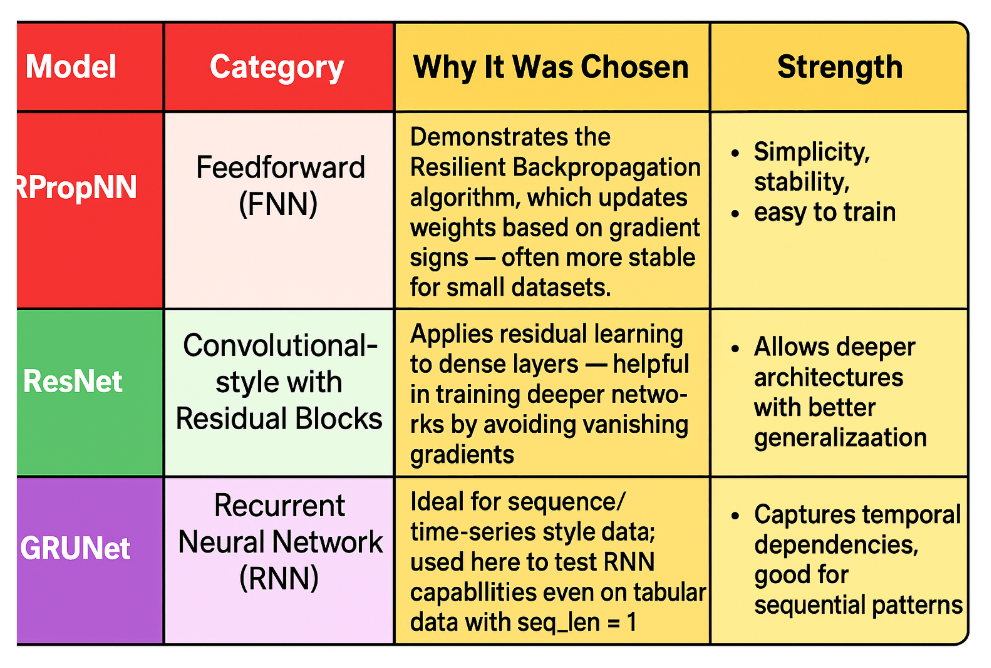 Model
Category
Why It Was Chosen
Strength
RPropNN
Feedforward
(FNN)
Demonstrates the
Resilient Backpropagation
algorithm, which updates
weights based on gradient
signs — often more stable
for small datasets.
• Simplicity,
stability,
• easy to train
ResNet
Convolutional-
style with
Residual Blocks
Applies residual learning
to dense layers — helpful
in training deeper netwo-
rks by avoiding vanishing
gradients
• Allows deeper
architectures
with better
generalizaation
GRUNet
Recurrent
Neural Network
(RNN)
Ideal for sequence/
time-series style data;
used here to test RNN
capabllities even on tabular
data with seq_len = 1
• Captures temporal
dependencies,
good for
sequential patterns